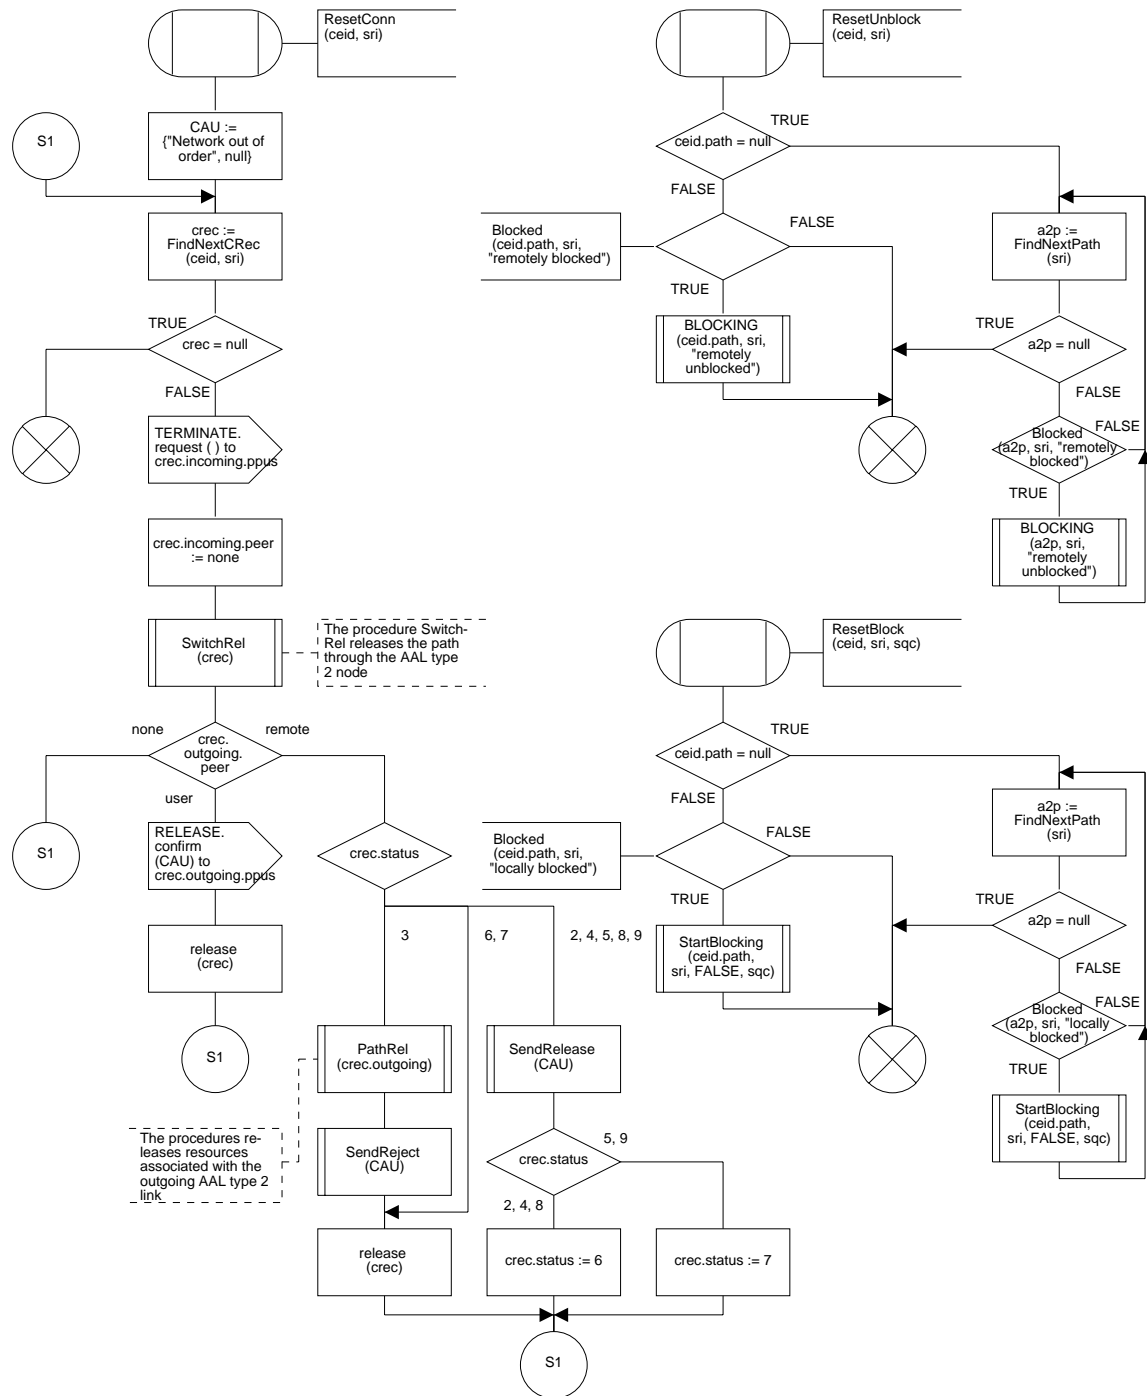 ResetConn
(ceid, sri)
S1
CAU :=
{"Network out of
order", null}
crec :=
FindNextCRec
(ceid, sri)
TRUE
crec = null
FALSE
TERMINATE.
request ( ) to
crec.incoming.ppus
crec.incoming.peer
:= none
SwitchRel
(crec)
The procedure Switch-
Rel releases the path
through the AAL type
2 node
none
crec.
outgoing.
peer
remote
user
S1
RELEASE.
confirm
(CAU) to
crec.outgoing.ppus
crec.status
release
(crec)
S1
3
6, 7
2, 4, 5, 8, 9
PathRel
(crec.outgoing)
SendRelease
(CAU)
The procedures re-
leases resources
associated with the
outgoing AAL type 2
link
SendReject
(CAU)
crec.status
5, 9
2, 4, 8
release
(crec)
crec.status := 6
crec.status := 7
S1
ResetUnblock
(ceid, sri)
ceid.path = null
TRUE
FALSE
Blocked
(ceid.path, sri,
"remotely blocked")
FALSE
TRUE
BLOCKING
(ceid.path, sri,
"remotely
unblocked")
a2p :=
FindNextPath
(sri)
TRUE
a2p = null
FALSE
Blocked
(a2p, sri, "remotely
blocked")
FALSE
TRUE
BLOCKING
(a2p, sri,
"remotely
unblocked")
ResetBlock
(ceid, sri, sqc)
ceid.path = null
TRUE
FALSE
Blocked
(ceid.path, sri,
"locally blocked")
FALSE
TRUE
StartBlocking
(ceid.path,
sri, FALSE, sqc)
a2p :=
FindNextPath
(sri)
TRUE
a2p = null
FALSE
Blocked
(a2p, sri, "locally
blocked")
FALSE
TRUE
StartBlocking
(ceid.path,
sri, FALSE, sqc)